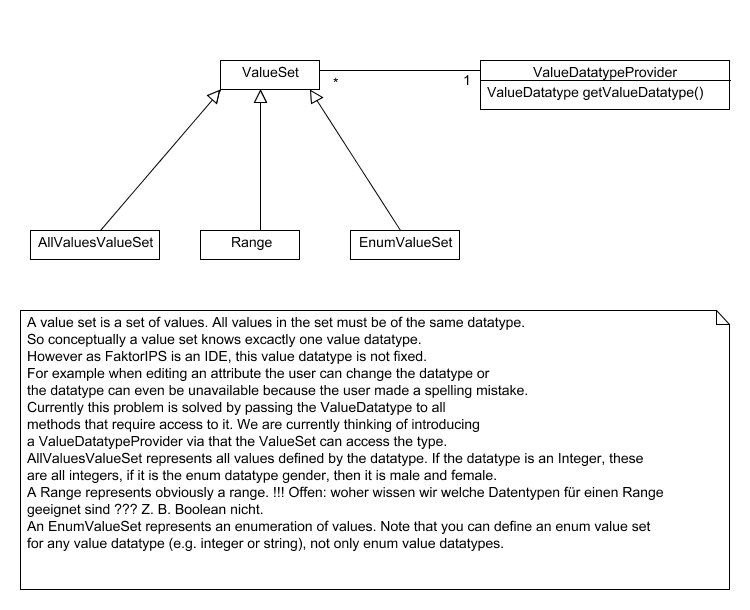 ValueSet
ValueDatatypeProvider
* 1
ValueDatatype getValueDatatype()
AllValuesValueSet
Range
EnumValueSet
A value set is a set of values. All values in the set must be of the same datatype.
So conceptually a value set knows excactly one value datatype.
However as FaktorIPS is an IDE, this value datatype is not fixed.
For example when editing an attribute the user can change the datatype or
the datatype can even be unavailable because the user made a spelling mistake.
Currently this problem is solved by passing the ValueDatatype to all
methods that require access to it. We are currently thinking of introducing
a ValueDatatypeProvider via that the ValueSet can access the type.
AllValuesValueSet represents all values defined by the datatype. If the datatype is an Integer, these
are all integers, if it is the enum datatype gender, then it is male and female.
A Range represents obviously a range. !!! Offen: woher wissen wir welche Datentypen für einen Range
geeignet sind ??? Z. B. Boolean nicht.
An EnumValueSet represents an enumeration of values. Note that you can define an enum value set
for any value datatype (e.g. integer or string), not only enum value datatypes.